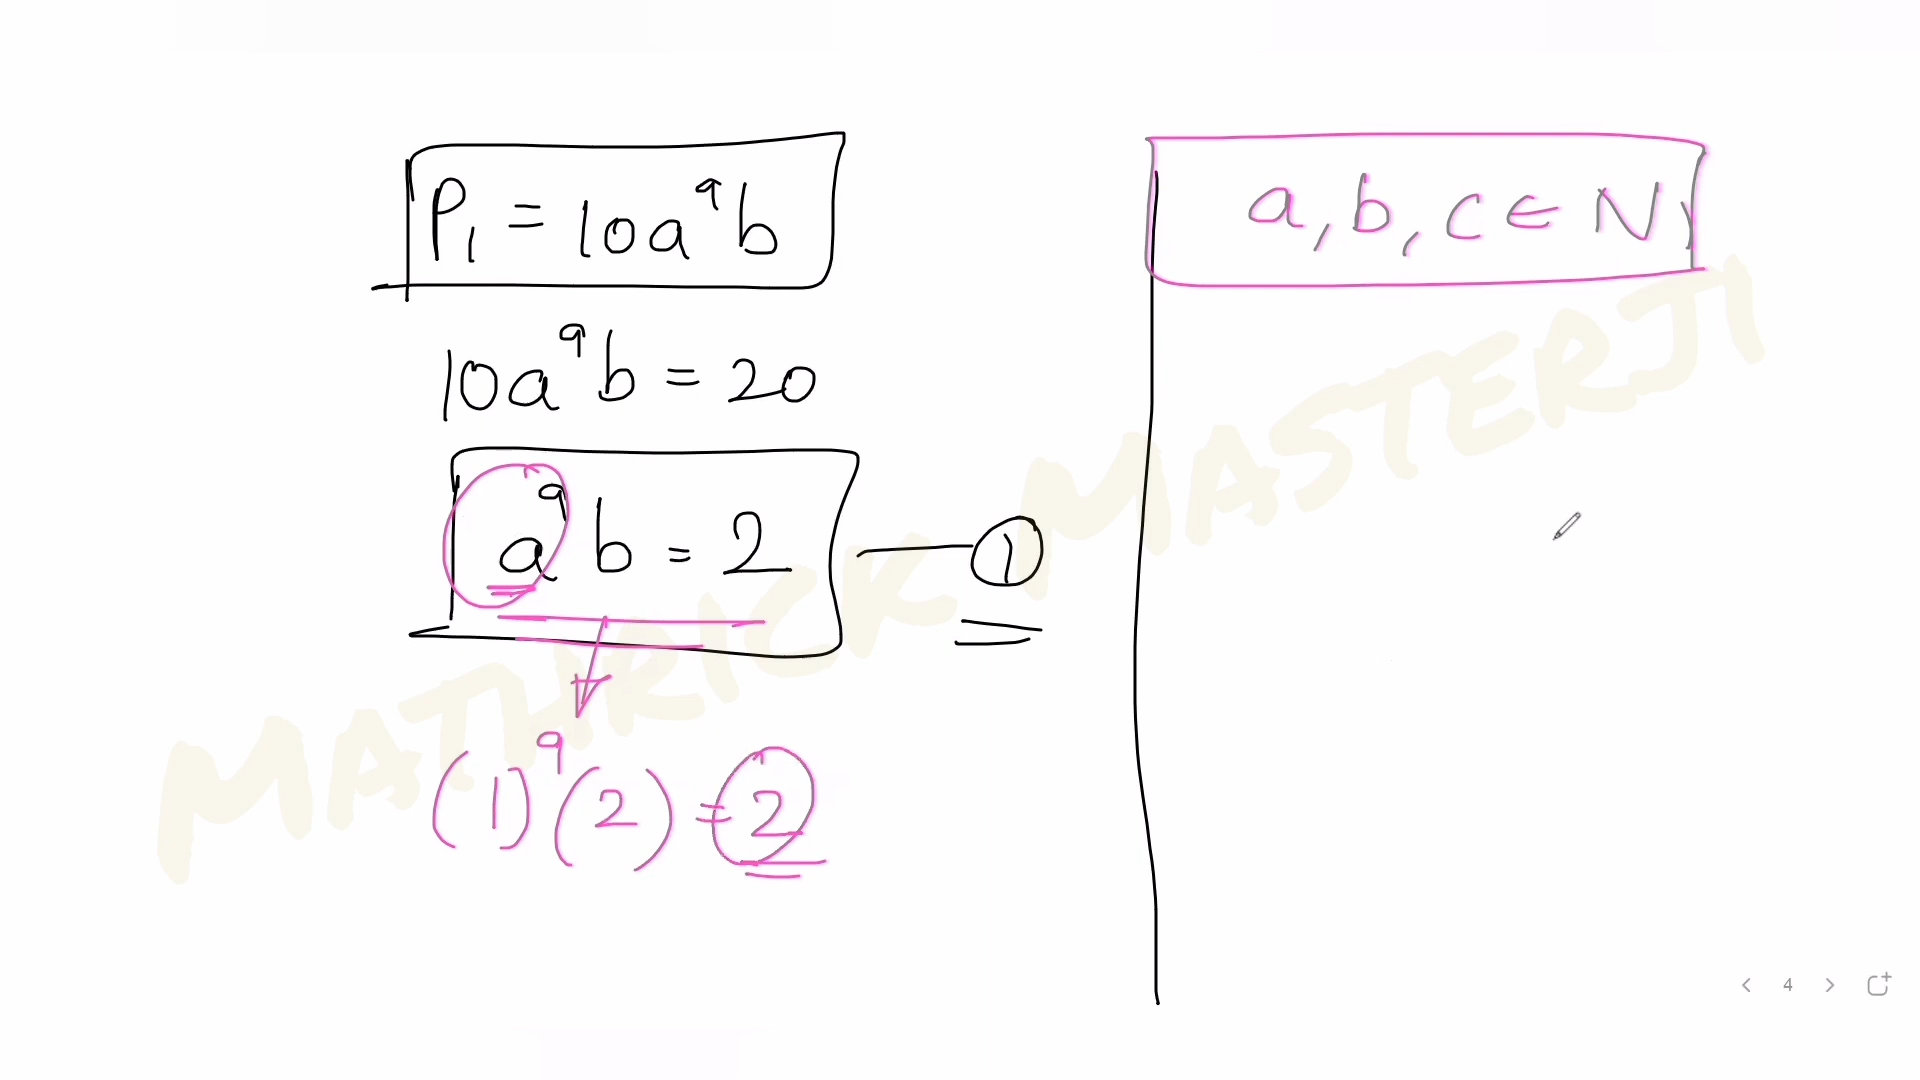 P₁ = 10a⁹b
10a⁹b = 20
a⁹b = 2 — ①
(1)⁹(2) = 2
a, b, c ∈ N
MATHRICK MASTERJI
< 4 >